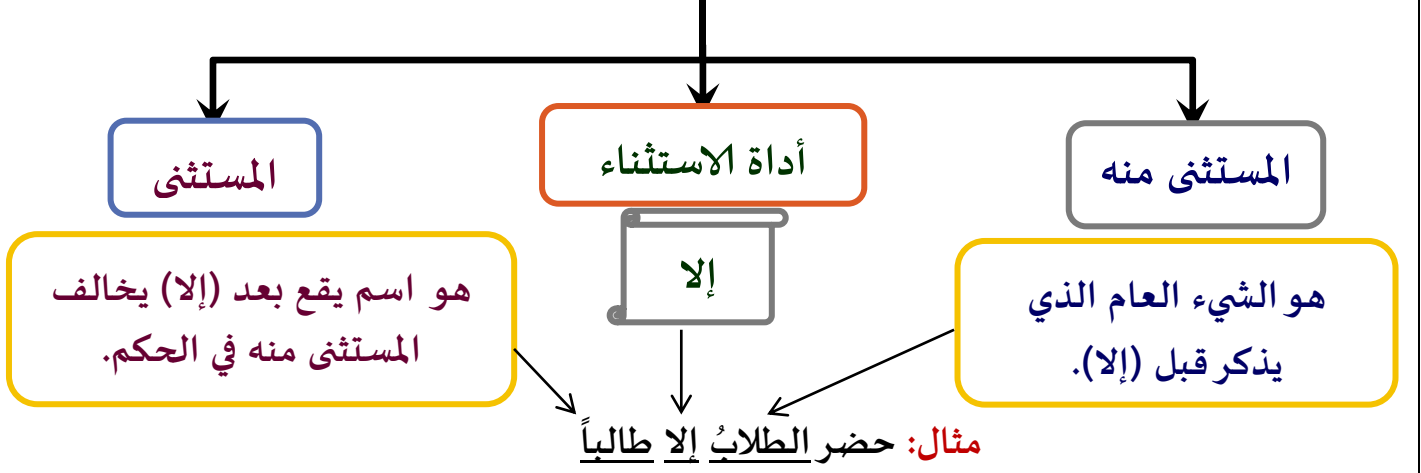 المستثنى منه
أداة الاستثناء
المستثنى
هو الشيء العام الذي
يذكر قبل (إلا).
إلا
هو اسم يقع بعد (إلا) يخالف
المستثنى منه في الحكم.
مثال: حضر الطلابُ إلا طالباً